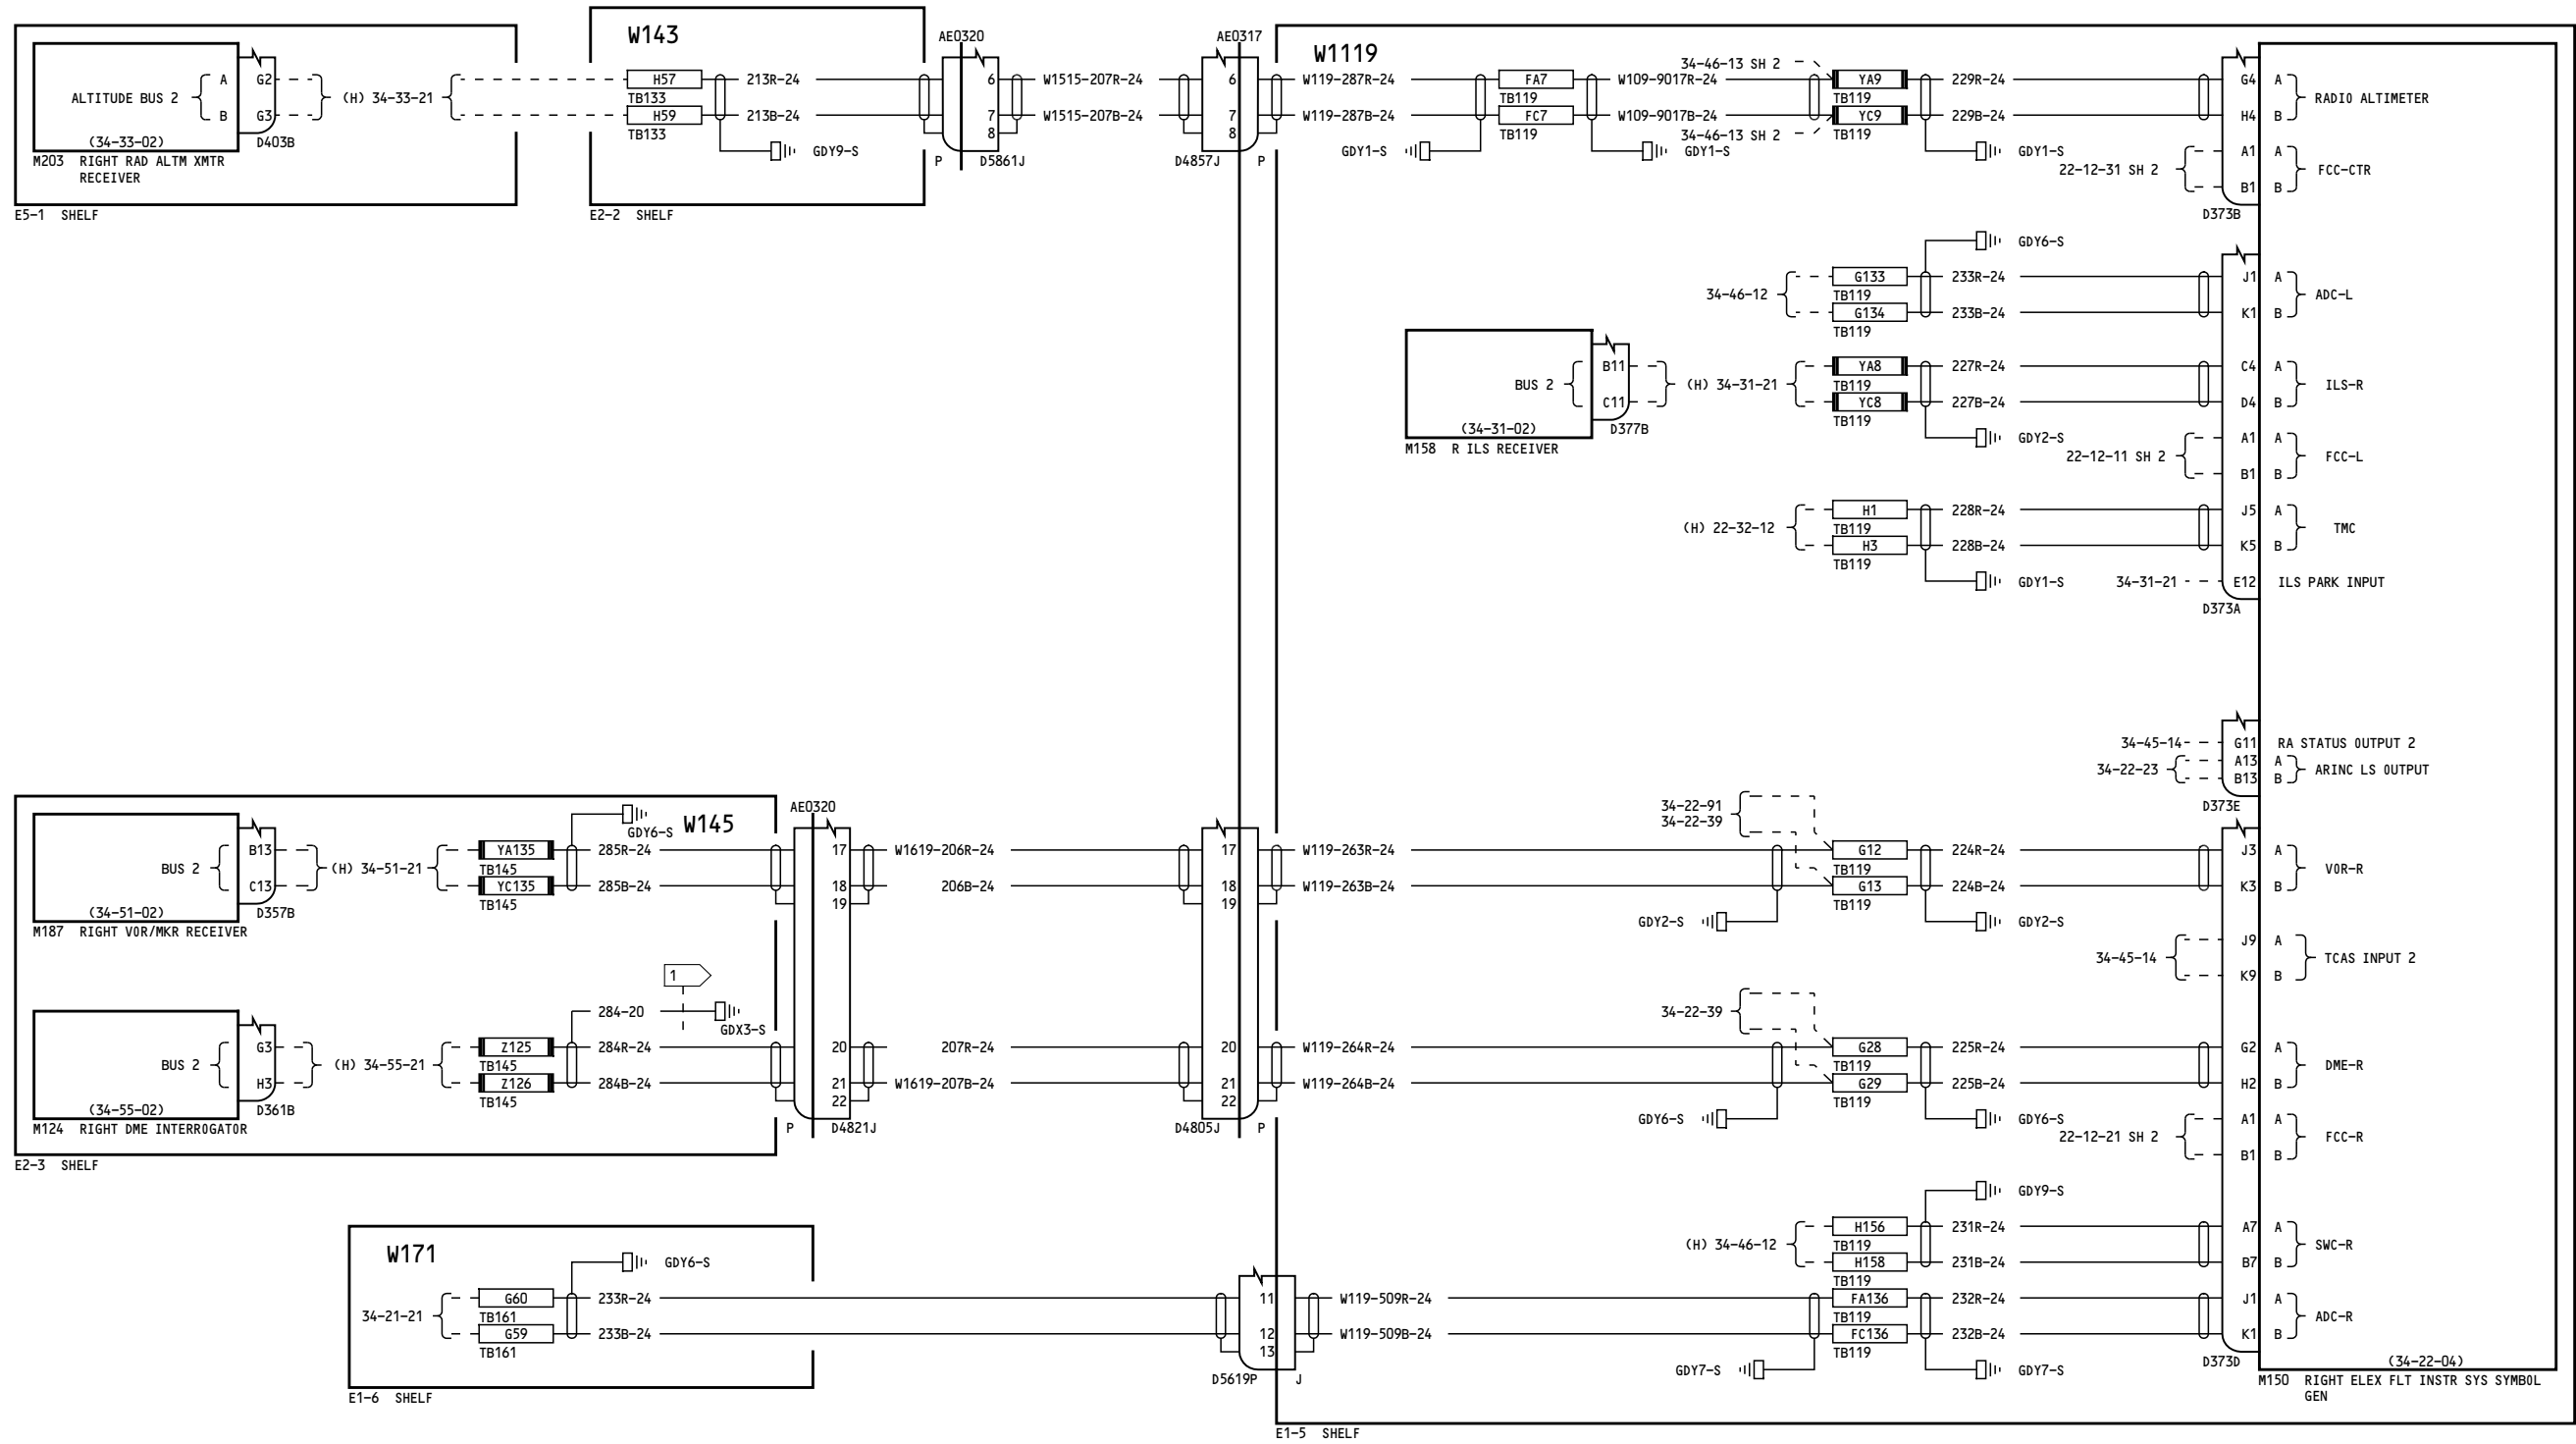 W143
AE0320
AE0317
W1119
34-46-13 SH 2
A G2
H57 213R-24 6 W1515-207R-24 6 W119-287R-24 FA7 W109-9017R-24 YA9 229R-24 G4 A
ALTITUDE BUS 2 (H) 34-33-21 TB133 TB119 TB119 RADIO ALTIMETER
B G3 H59 213B-24 7 W1515-207B-24 7 W119-287B-24 FC7 W109-9017B-24 YC9 229B-24 H4 B
TB133 8 8 TB119 34-46-13 SH 2 TB119
(34-33-02) D403B GDY9-S GDY1-S GDY1-S GDY1-S A1 A
M203 RIGHT RAD ALTM XMTR P D5861J D4857J P 22-12-31 SH 2 FCC-CTR
RECEIVER B1 B
E5-1 SHELF E2-2 SHELF D373B
GDY6-S
G133 233R-24 J1 A
34-46-12 TB119 ADC-L
G134 233B-24 K1 B
TB119
B11 YA8 227R-24 C4 A
BUS 2 (H) 34-31-21 TB119 ILS-R
C11 YC8 227B-24 D4 B
(34-31-02) D377B TB119
M158 R ILS RECEIVER GDY2-S A1 A
22-12-11 SH 2 FCC-L
B1 B
H1 228R-24 J5 A
(H) 22-32-12 TB119 TMC
H3 228B-24 K5 B
TB119
GDY1-S 34-31-21 E12 ILS PARK INPUT
D373A
34-45-14 G11 RA STATUS OUTPUT 2
34-22-23 A13 A ARINC LS OUTPUT
B13 B
D373E
AE0320 34-22-91
GDY6-S W145 34-22-39
B13 YA135 285R-24 17 W1619-206R-24 17 W119-263R-24 G12 224R-24 J3 A
BUS 2 (H) 34-51-21 TB145 TB119 VOR-R
C13 YC135 285B-24 18 206B-24 18 W119-263B-24 G13 224B-24 K3 B
TB145 19 19 TB119
(34-51-02) D357B GDY2-S GDY2-S
M187 RIGHT VOR/MKR RECEIVER
J9 A
34-45-14 TCAS INPUT 2
1 K9 B
284-20 GDX3-S 34-22-39
G3 Z125 284R-24 20 207R-24 20 W119-264R-24 G28 225R-24 G2 A
BUS 2 (H) 34-55-21 TB145 TB119 DME-R
H3 Z126 284B-24 21 W1619-207B-24 21 W119-264B-24 G29 225B-24 H2 B
TB145 22 22 TB119
(34-55-02) D361B GDY6-S GDY6-S A1 A
M124 RIGHT DME INTERROGATOR P D4821J D4805J P 22-12-21 SH 2 FCC-R
B1 B
E2-3 SHELF
GDY9-S
H156 231R-24 A7 A
W171 (H) 34-46-12 TB119 SWC-R
GDY6-S H158 231B-24 B7 B
TB119
G60 233R-24 11 W119-509R-24 FA136 232R-24 J1 A
34-21-21 TB161 TB119 ADC-R
G59 233B-24 12 W119-509B-24 FC136 232B-24 K1 B
TB161 13 TB119
GDY7-S GDY7-S D373D (34-22-04)
D5619P J M150 RIGHT ELEX FLT INSTR SYS SYMBOL
GEN
E1-6 SHELF
E1-5 SHELF